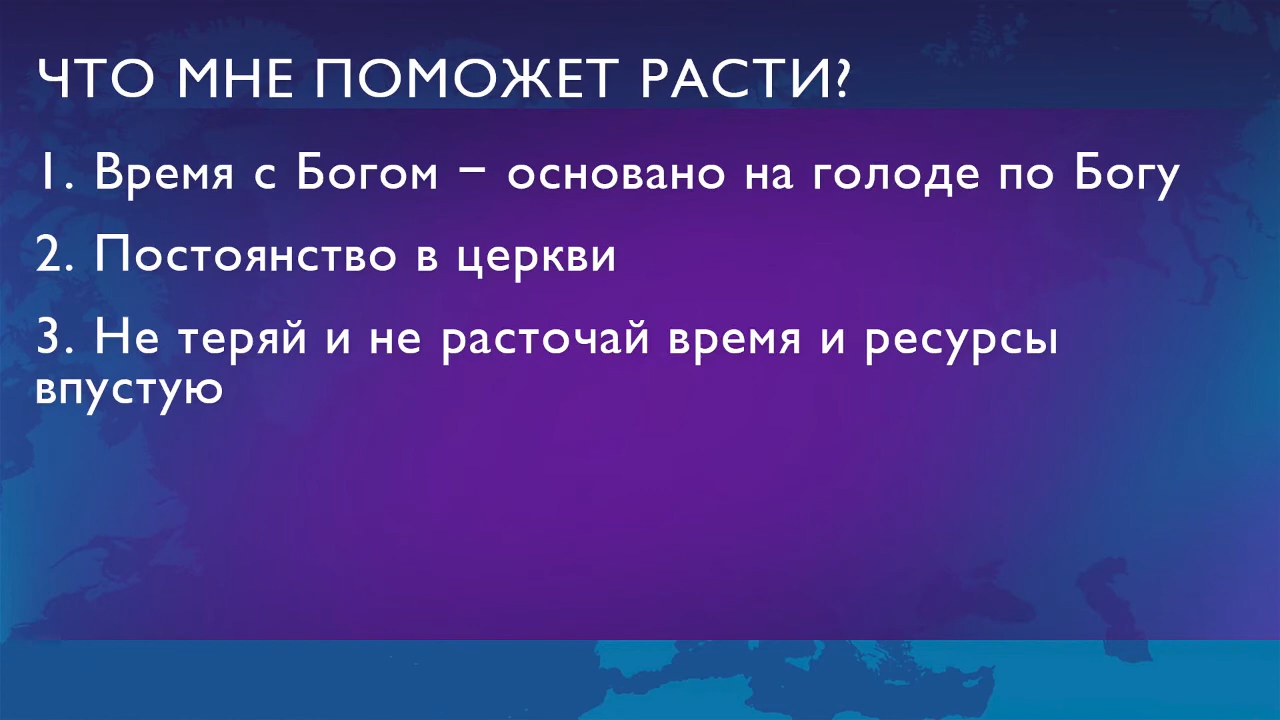 ЧТО МНЕ ПОМОЖЕТ РАСТИ?
1. Время с Богом – основано на голоде по Богу
2. Постоянство в церкви
3. Не теряй и не расточай время и ресурсы
впустую